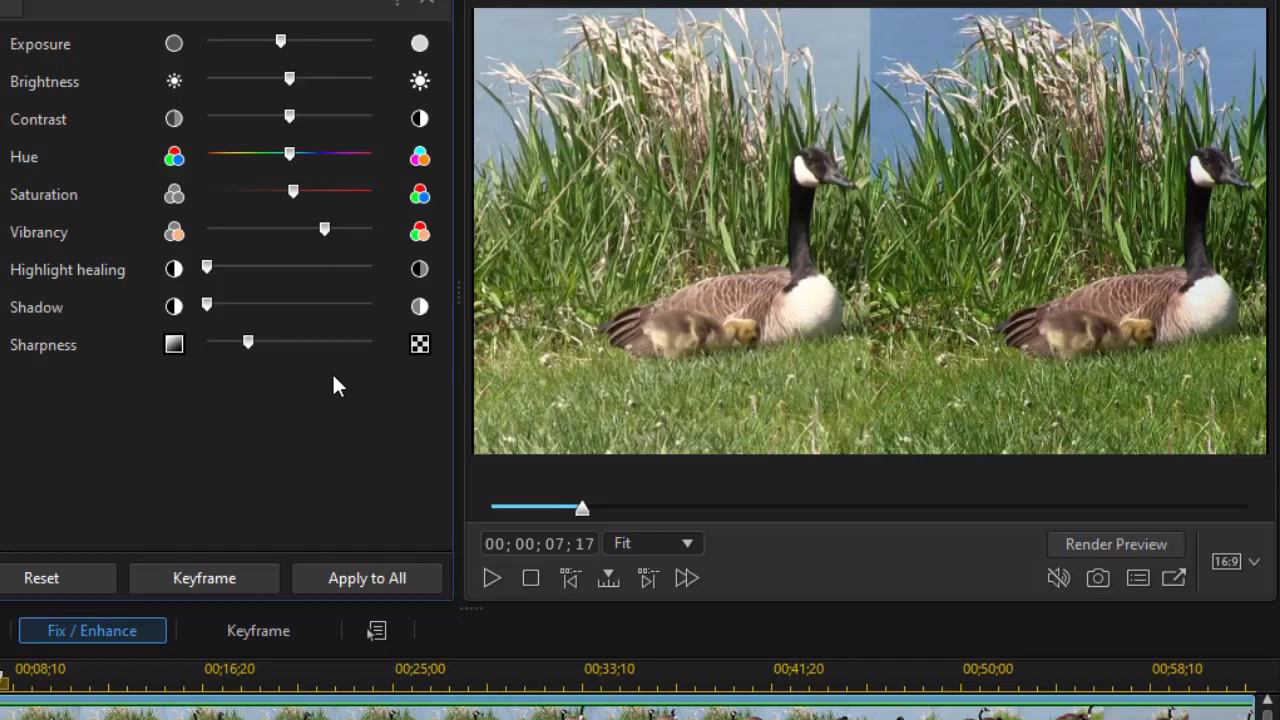 Exposure
Brightness
Contrast
Hue
Saturation
Vibrancy
Highlight healing
Shadow
Sharpness
00;00;07;17 Fit
Render Preview
16:9
Reset Keyframe Apply to All
Fix / Enhance Keyframe
00;08;10 00;16;20 00;25;00 00;33;10 00;41;20 00;50;00 00;58;10